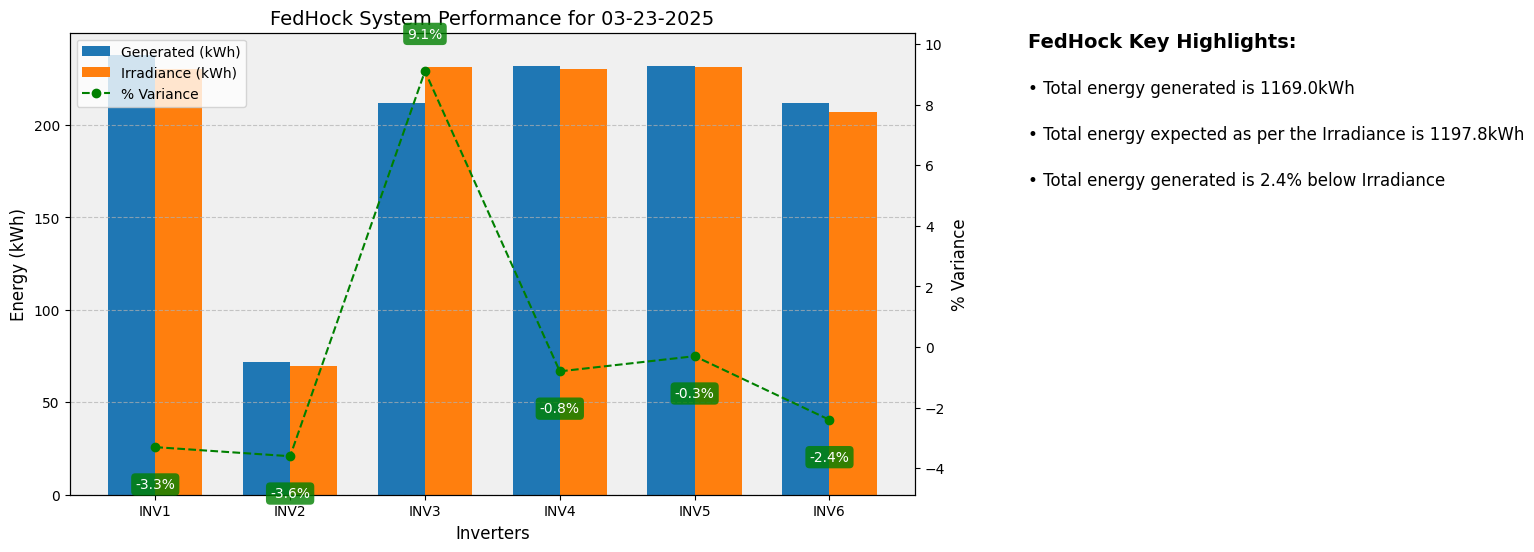 FedHock System Performance for 03-23-2025
Generated (kWh)
Irradiance (kWh)
% Variance
Energy (kWh)
200
150
100
50
0
9.1%
-3.3%
-3.6%
-0.8%
-0.3%
-2.4%
INV1
INV2
INV3
INV4
INV5
INV6
Inverters
10
8
6
4
2
0
−2
−4
% Variance
FedHock Key Highlights:
• Total energy generated is 1169.0kWh
• Total energy expected as per the Irradiance is 1197.8kWh
• Total energy generated is 2.4% below Irradiance